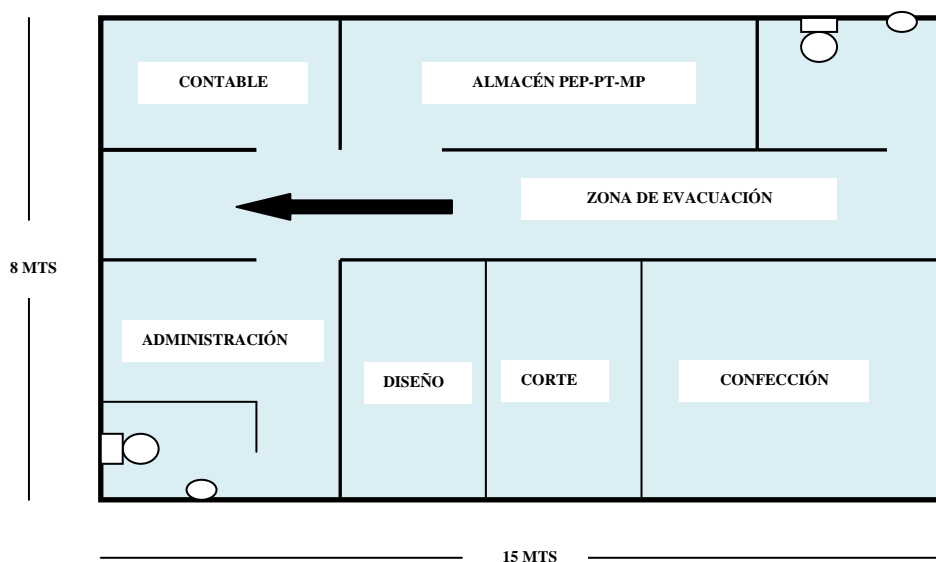 CONTABLE
ALMACÉN PEP-PT-MP
ZONA DE EVACUACIÓN
8 MTS
ADMINISTRACIÓN
DISEÑO
CORTE
CONFECCIÓN
15 MTS